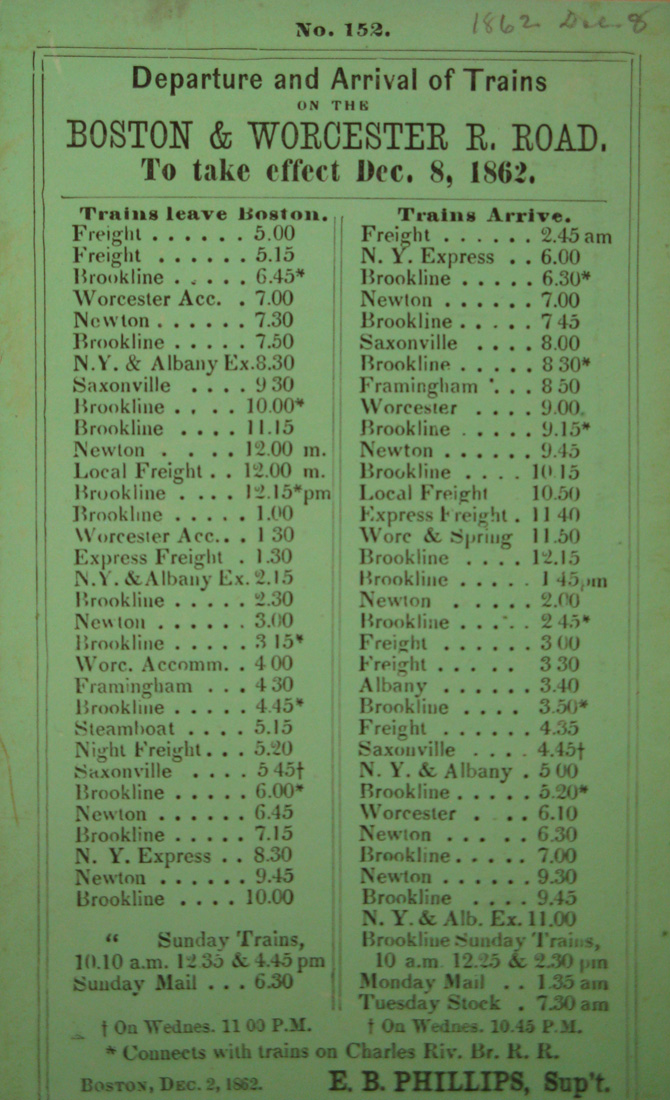 No. 152.
1862 Dec. 8
Departure and Arrival of Trains
ON THE
BOSTON & WORCESTER R. ROAD.
To take effect Dec. 8, 1862.
Trains leave Boston.
Freight . . . . . . 5.00
Freight . . . . . . 5.15
Brookline . . . . . 6.45*
Worcester Acc. . 7.00
Newton . . . . . . 7.30
Brookline . . . . . 7.50
N.Y. & Albany Ex. 8.30
Saxonville . . . . 9 30
Brookline . . . . 10.00*
Brookline . . . . 11.15
Newton . . . . 12.00 m.
Local Freight . . 12.00 m.
Brookline . . . . 12.15*pm
Brookline . . . . . 1.00
Worcester Acc. . . 1 30
Express Freight . 1.30
N.Y. & Albany Ex. 2.15
Brookline . . . . . 2.30
Newton . . . . . . 3.00
Brookline . . . . . 3 15*
Worc. Accomm. . 4 00
Framingham . . . 4 30
Brookline . . . . . 4.45*
Steamboat . . . . 5.15
Night Freight . . . 5.20
Saxonville . . . . 5 45†
Brookline . . . . . 6.00*
Newton . . . . . . 6.45
Brookline . . . . . 7.15
N. Y. Express . . 8.30
Newton . . . . . . 9.45
Brookline . . . . 10.00
“ Sunday Trains,
10.10 a.m. 12 35 & 4.45 pm
Sunday Mail . . . 6.30
† On Wednes. 11 00 P.M.
Trains Arrive.
Freight . . . . . . 2.45 am
N. Y. Express . . 6.00
Brookline . . . . . 6.30*
Newton . . . . . . 7.00
Brookline . . . . . 7 45
Saxonville . . . . 8.00
Brookline . . . . . 8 30*
Framingham . . . 8 50
Worcester . . . . 9.00
Brookline . . . . . 9.15*
Newton . . . . . . 9.45
Brookline . . . . 10 15
Local Freight 10.50
Express Freight . 11 40
Worc & Spring 11.50
Brookline . . . . 12.15
Brookline . . . . . 1 45 pm
Newton . . . . . 2.00
Brookline . . . . . 2 45*
Freight . . . . . . 3 00
Freight . . . . . 3 30
Albany . . . . . . 3.40
Brookline . . . . 3.50*
Freight . . . . . . 4.35
Saxonville . . . . 4.45†
N. Y. & Albany . 5 00
Brookline . . . . . 5.20*
Worcester . . . 6.10
Newton . . . . . 6.30
Brookline . . . . . 7.00
Newton . . . . . . 9.30
Brookline . . . . 9.45
N. Y. & Alb. Ex. 11.00
Brookline Sunday Trains,
10 a.m. 12.25 & 2.30 pm
Monday Mail . . 1.35 am
Tuesday Stock . 7.30 am
† On Wednes. 10.45 P.M.
* Connects with trains on Charles Riv. Br. R. R.
BOSTON, DEC. 2, 1862. E. B. PHILLIPS, Sup't.